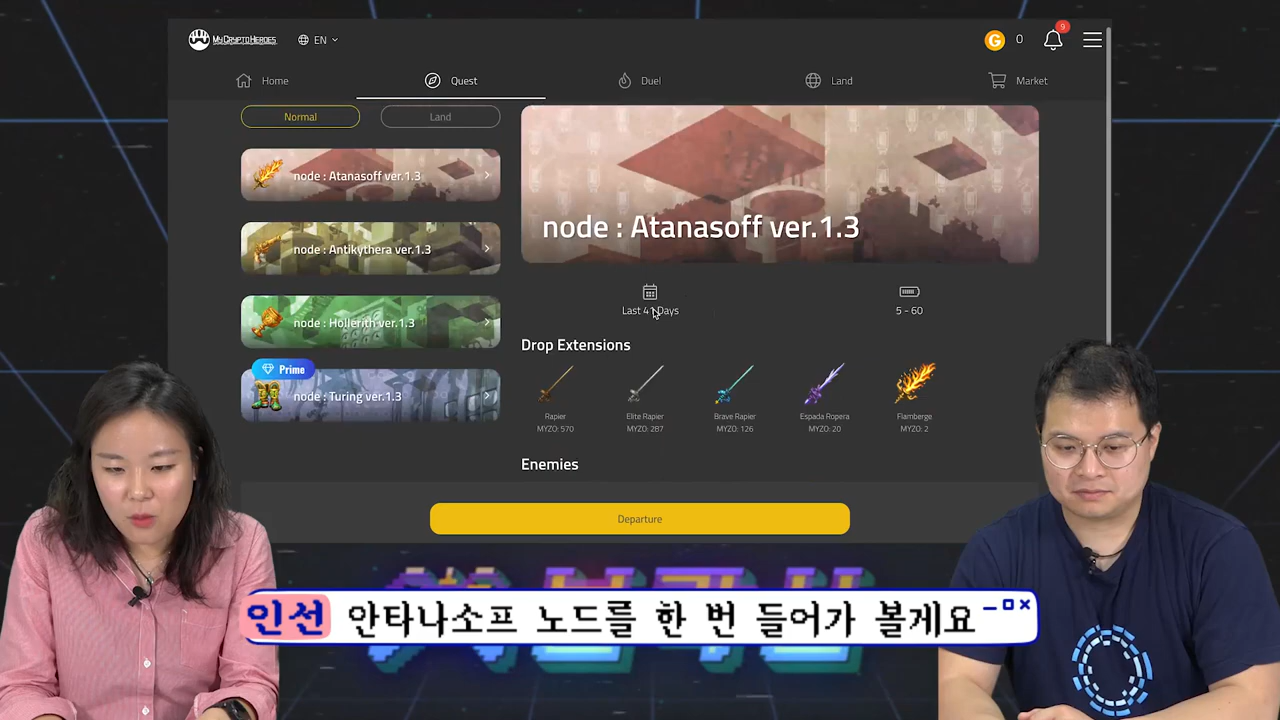 MyCryptoHeroes
EN
0
9
Home
Quest
Duel
Land
Market
Normal
Land
node : Atanasoff ver.1.3
node : Antikythera ver.1.3
node : Hollerith ver.1.3
Prime
node : Turing ver.1.3
node : Atanasoff ver.1.3
Last 41 Days
5 - 60
Drop Extensions
Rapier
MYZO: 570
Elite Rapier
MYZO: 287
Brave Rapier
MYZO: 126
Espada Ropera
MYZO: 20
Flamberge
MYZO: 2
Enemies
Departure
인선 안타나소프 노드를 한 번 들어가 볼게요